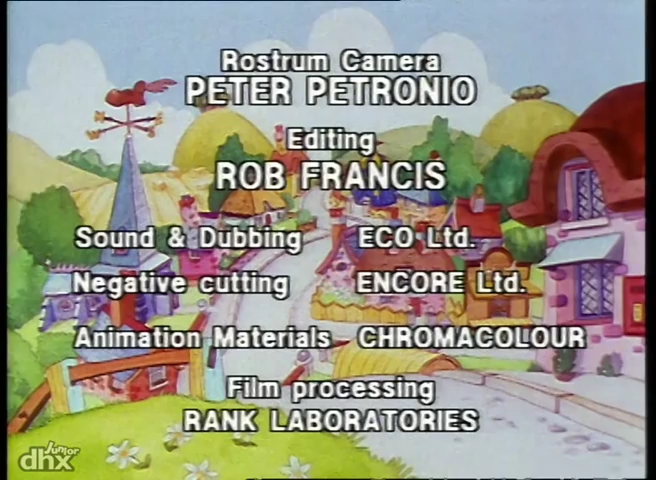 Rostrum Camera
PETER PETRONIO
Editing
ROB FRANCIS
Sound & Dubbing ECO Ltd.
Negative cutting ENCORE Ltd.
Animation Materials CHROMACOLOUR
Film processing
RANK LABORATORIES
dhx Junior